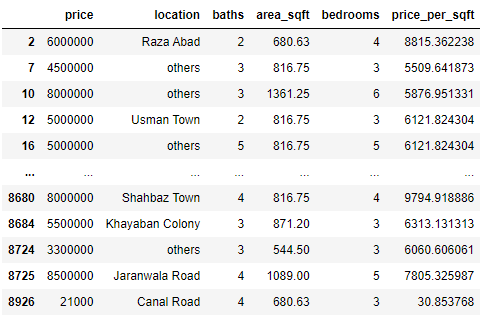 price location baths area_sqft bedrooms price_per_sqft
2 6000000 Raza Abad 2 680.63 4 8815.362238
7 4500000 others 3 816.75 3 5509.641873
10 8000000 others 3 1361.25 6 5876.951331
12 5000000 Usman Town 2 816.75 3 6121.824304
16 5000000 others 5 816.75 5 6121.824304
... ... ... ... ... ... ...
8680 8000000 Shahbaz Town 4 816.75 4 9794.918886
8684 5500000 Khayaban Colony 3 871.20 3 6313.131313
8724 3300000 others 3 544.50 3 6060.606061
8725 8500000 Jaranwala Road 4 1089.00 5 7805.325987
8926 21000 Canal Road 4 680.63 3 30.853768